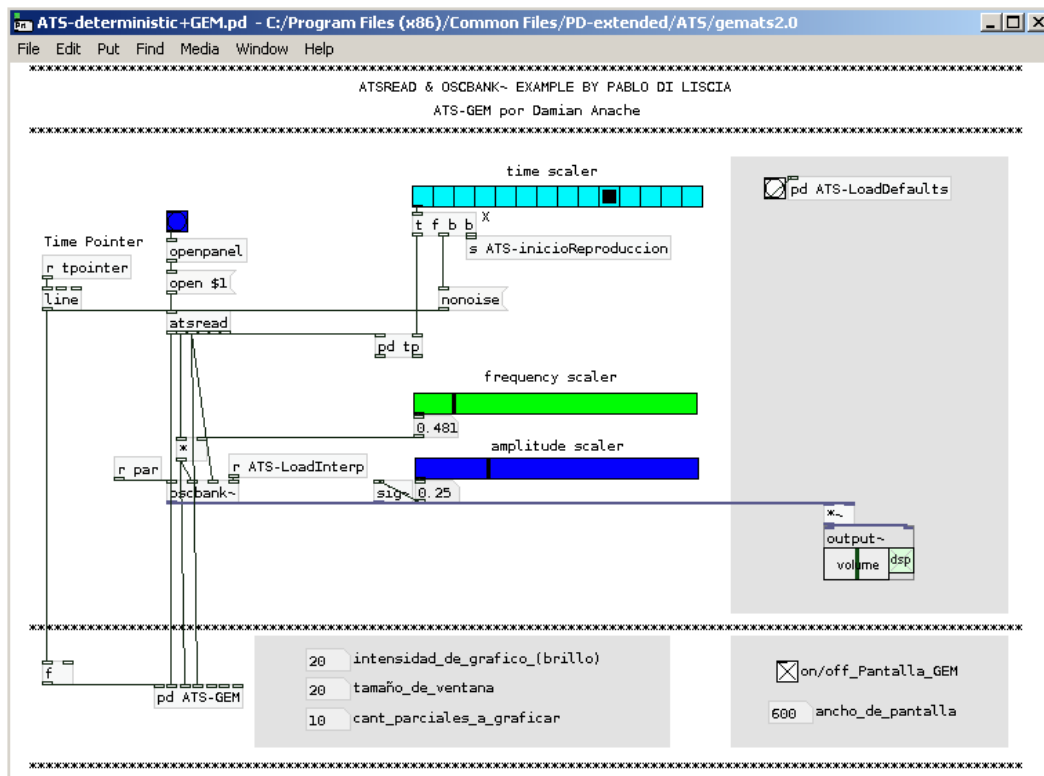 ATS-deterministic+GEM.pd - C:/Program Files (x86)/Common Files/PD-extended/ATS/gemats2.0
File Edit Put Find Media Window Help
ATSREAD & OSCBANK~ EXAMPLE BY PABLO DI LISCIA
ATS-GEM por Damian Anache
time scaler
pd ATS-LoadDefaults
X
t f b b
s ATS-inicioReproduccion
Time Pointer
openpanel
r tpointer
open $1
line
nonoise
atsread
pd tp
frequency scaler
0.481
*
amplitude scaler
r par
r ATS-LoadInterp
oscbank~
sig~
0.25
*~
output~
volume
dsp
f
pd ATS-GEM
20 intensidad_de_grafico_(brillo)
20 tamaño_de_ventana
10 cant_parciales_a_graficar
on/off_Pantalla_GEM
600 ancho_de_pantalla